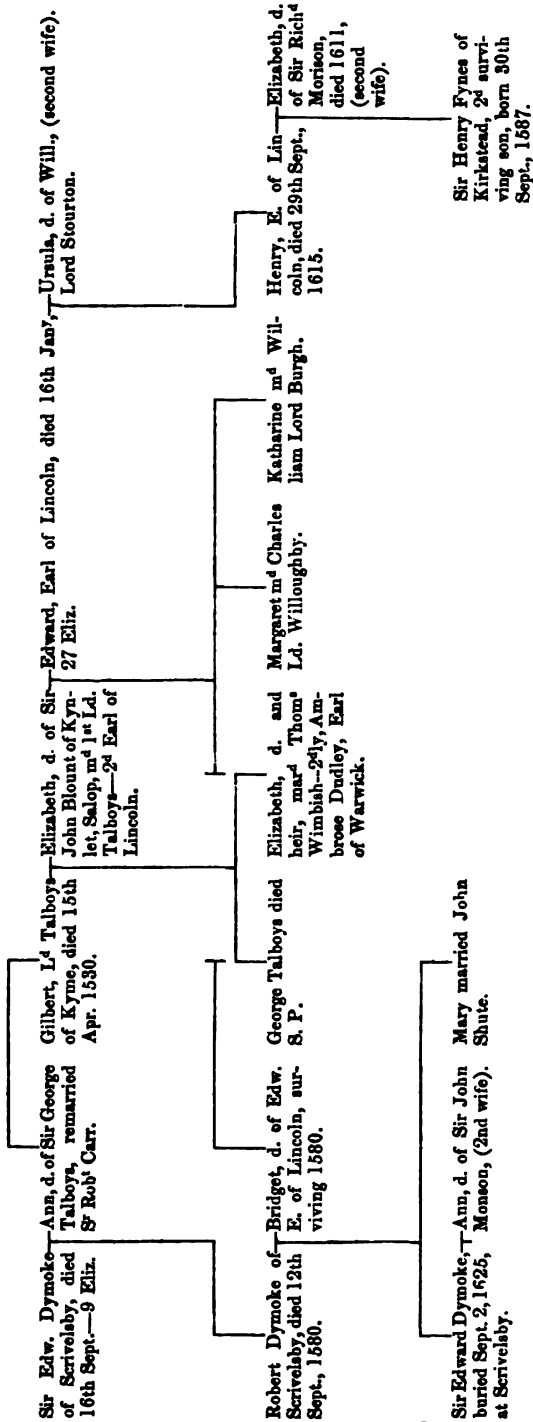 Sir Edw. Dymoke
of Scrivelsby, died
16th Sept.—9 Eliz.
Ann, d. of Sir George
Talboys, remarried
Sr Robt Carr.
Gilbert, Ld Talboys
of Kyme, died 15th
Apr. 1530.
Elizabeth, d. of Sir
John Blount of Kyn-
let, Salop, md 1st Ld.
Talboys—2d Earl of
Lincoln.
Edward, Earl of Lincoln, died 16th Jany,
27 Eliz.
Ursula, d. of Will., (second wife).
Lord Stourton.
Robert Dymoke of
Scrivelsby, died 12th
Sept., 1580.
Bridget, d. of Edw.
E. of Lincoln, sur-
viving 1580.
George Talboys died
S. P.
Elizabeth, d. and
heir, mard Thoms
Wimbish—2dly, Am-
brose Dudley, Earl
of Warwick.
Margaret md Charles
Ld. Willoughby.
Katharine md Wil-
liam Lord Burgh.
Henry, E. of Lin-
coln, died 29th Sept.,
1615.
Elizabeth, d.
of Sir Richd
Morison,
died 1611,
(second
wife).
Sir Edward Dymoke,
buried Sept. 2, 1625,
at Scrivelsby.
Ann, d. of Sir John
Monson, (2nd wife).
Mary married John
Shute.
Sir Henry Fynes of
Kirkstead, 2d survi-
ving son, born 30th
Sept., 1587.